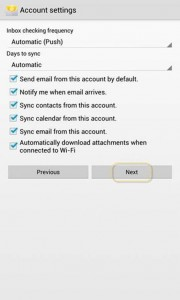 Account settings
Inbox checking frequency
Automatic (Push)
Days to sync
Automatic
Send email from this account by default.
Notify me when email arrives.
Sync contacts from this account.
Sync calendar from this account.
Sync email from this account.
Automatically download attachments when
connected to Wi-Fi
Previous
Next